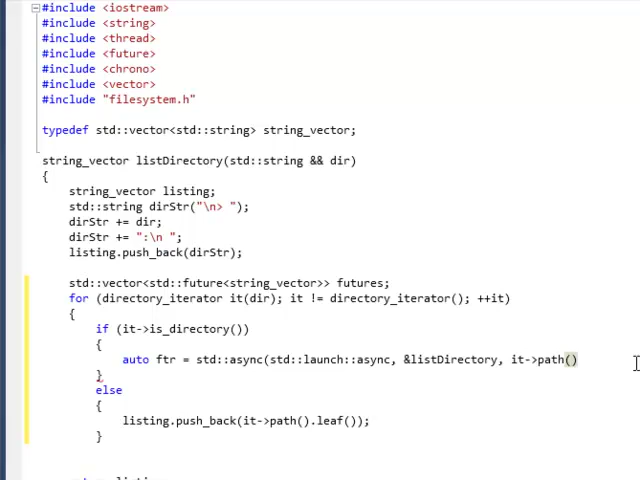 #include <iostream>
#include <string>
#include <thread>
#include <future>
#include <chrono>
#include <vector>
#include "filesystem.h"
typedef std::vector<std::string> string_vector;
string_vector listDirectory(std::string && dir)
{
string_vector listing;
std::string dirStr("\n> ");
dirStr += dir;
dirStr += ":\n ";
listing.push_back(dirStr);
std::vector<std::future<string_vector>> futures;
for (directory_iterator it(dir); it != directory_iterator(); ++it)
{
if (it->is_directory())
{
auto ftr = std::async(std::launch::async, &listDirectory, it->path()
}
else
{
listing.push_back(it->path().leaf());
}